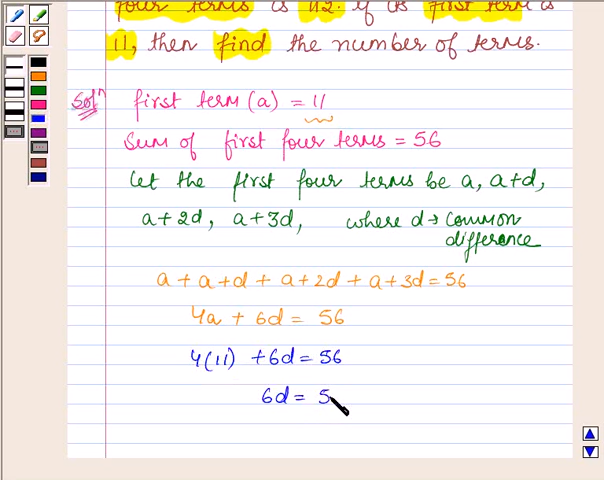 four terms is 112. If its first term is
11, then find the number of terms.
Solⁿ first term (a) = 11
Sum of first four terms = 56
Let the first four terms be a, a+d,
a+2d, a+3d, where d → common
difference
a + a+d + a+2d + a+3d = 56
4a + 6d = 56
4(11) + 6d = 56
6d = 5